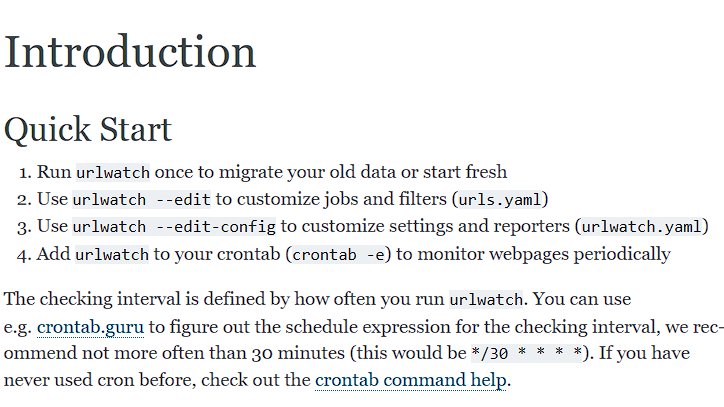 Introduction
Quick Start
1. Run urlwatch once to migrate your old data or start fresh
2. Use urlwatch --edit to customize jobs and filters (urls.yaml)
3. Use urlwatch --edit-config to customize settings and reporters (urlwatch.yaml)
4. Add urlwatch to your crontab (crontab -e) to monitor webpages periodically
The checking interval is defined by how often you run urlwatch. You can use
e.g. crontab.guru to figure out the schedule expression for the checking interval, we rec-
ommend not more often than 30 minutes (this would be */30 * * * *). If you have
never used cron before, check out the crontab command help.